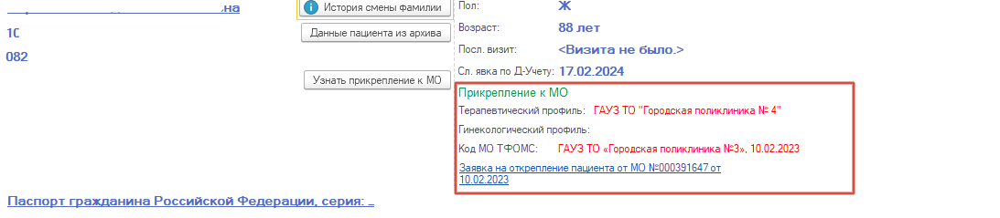 на
История смены фамилии
10
Данные пациента из архива
082
Узнать прикрепление к МО
Паспорт гражданина Российской Федерации, серия:
Пол: Ж
Возраст: 88 лет
Посл. визит: <Визита не было.>
Сл. явка по Д-Учету: 17.02.2024
Прикрепление к МО
Терапевтический профиль: ГАУЗ ТО "Городская поликлиника № 4"
Гинекологический профиль:
Код МО ТФОМС: ГАУЗ ТО «Городская поликлиника №3», 10.02.2023
Заявка на открепление пациента от МО №000391647 от
10.02.2023